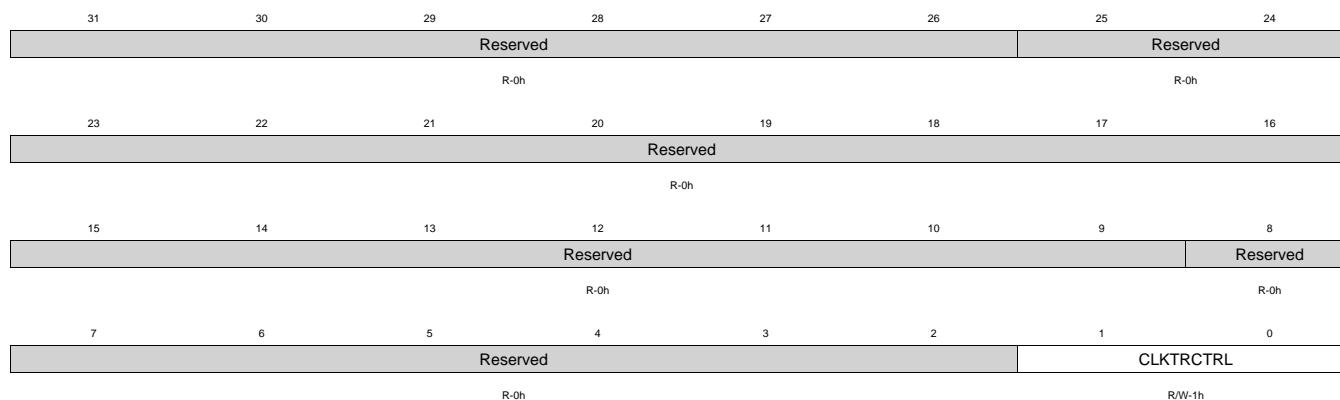 31 30 29 28 27 26 25 24
Reserved Reserved
R-0h R-0h
23 22 21 20 19 18 17 16
Reserved
R-0h
15 14 13 12 11 10 9 8
Reserved Reserved
R-0h R-0h
7 6 5 4 3 2 1 0
Reserved CLKTRCTRL
R-0h R/W-1h